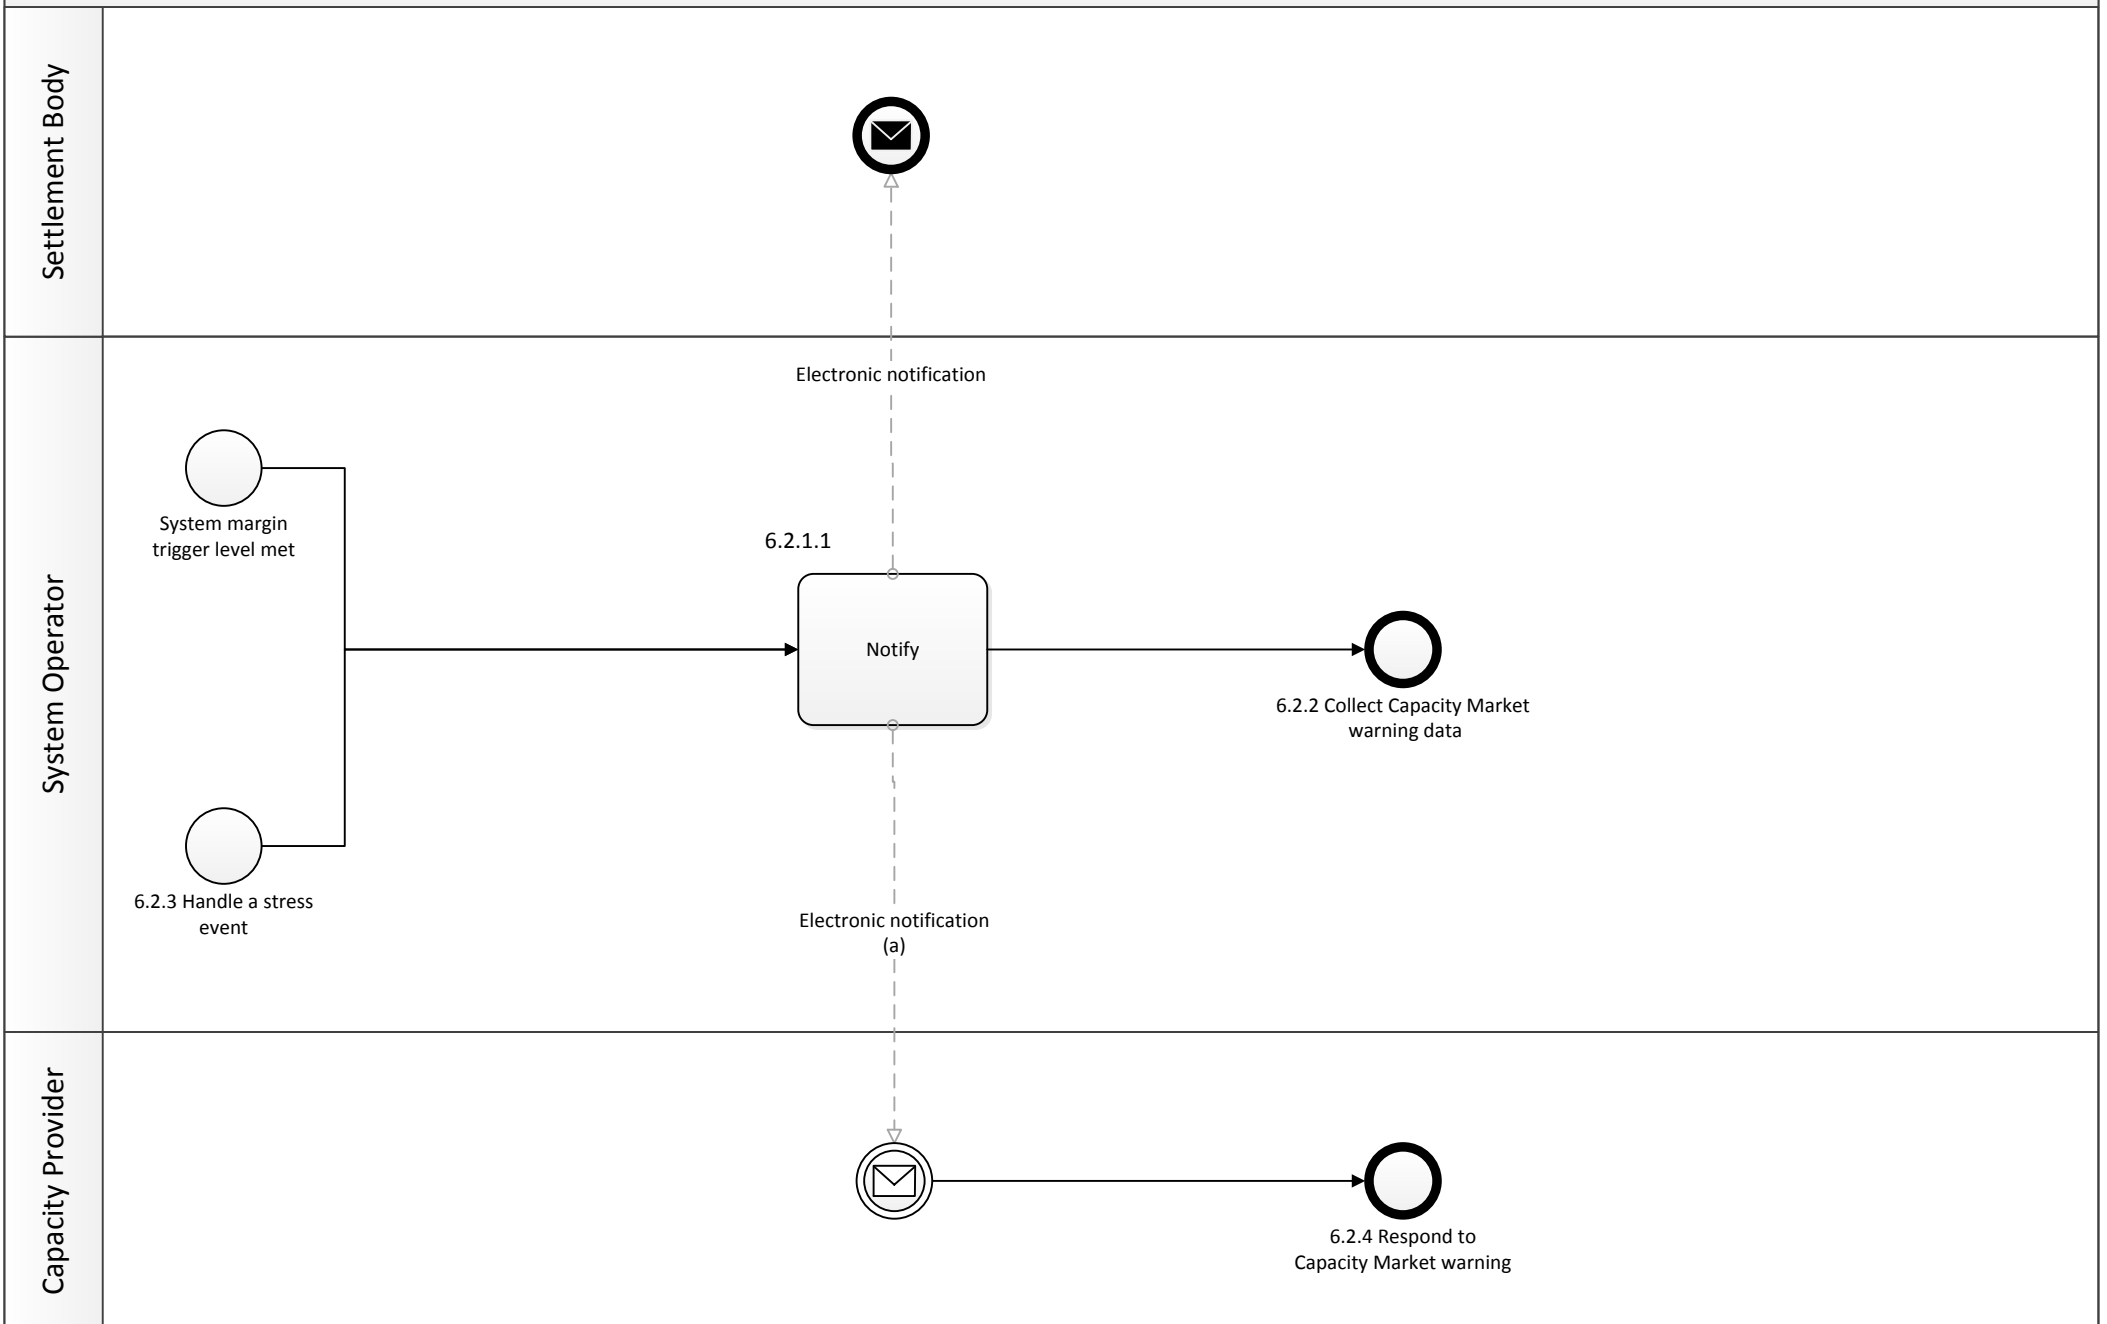 Settlement Body
Electronic notification
System Operator
System margin
trigger level met
6.2.1.1
Notify
6.2.2 Collect Capacity Market
warning data
6.2.3 Handle a stress
event
Electronic notification
(a)
Capacity Provider
6.2.4 Respond to
Capacity Market warning